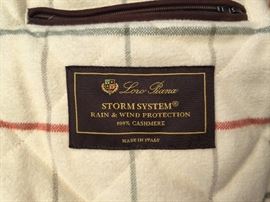 Loro Piana
STORM SYSTEM®
RAIN & WIND PROTECTION
100% CASHMERE
MADE IN ITALY